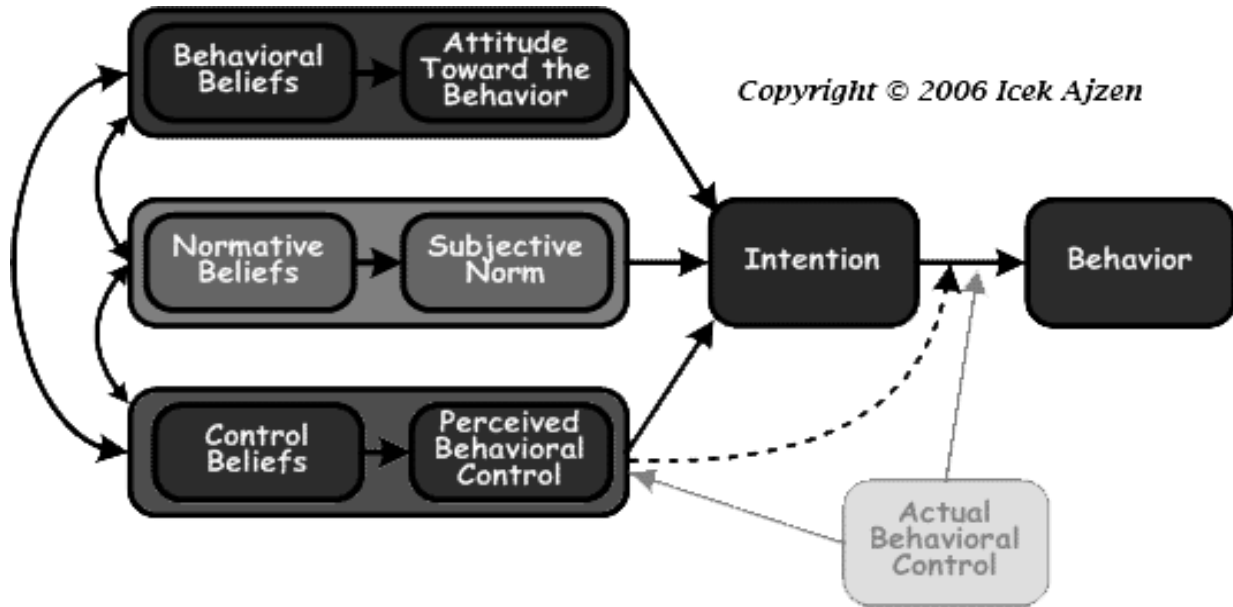 Behavioral
Beliefs
Attitude
Toward the
Behavior
Copyright © 2006 Icek Ajzen
Normative
Beliefs
Subjective
Norm
Intention
Behavior
Control
Beliefs
Perceived
Behavioral
Control
Actual
Behavioral
Control